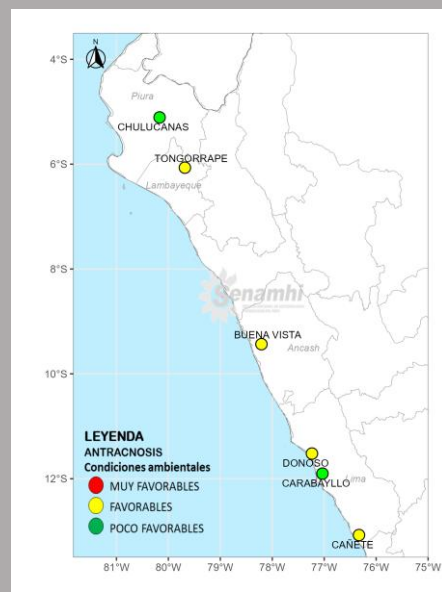 N
4°S
6°S
8°S
10°S
12°S
Piura
CHULUCANAS
TONGORRAPE
Lambayeque
Senamhi
BUENA VISTA
Ancash
DONOSO
CARABAYLLO
Lima
CAÑETE
LEYENDA
ANTRACNOSIS
Condiciones ambientales
MUY FAVORABLES
FAVORABLES
POCO FAVORABLES
81°W 80°W 79°W 78°W 77°W 76°W 75°W